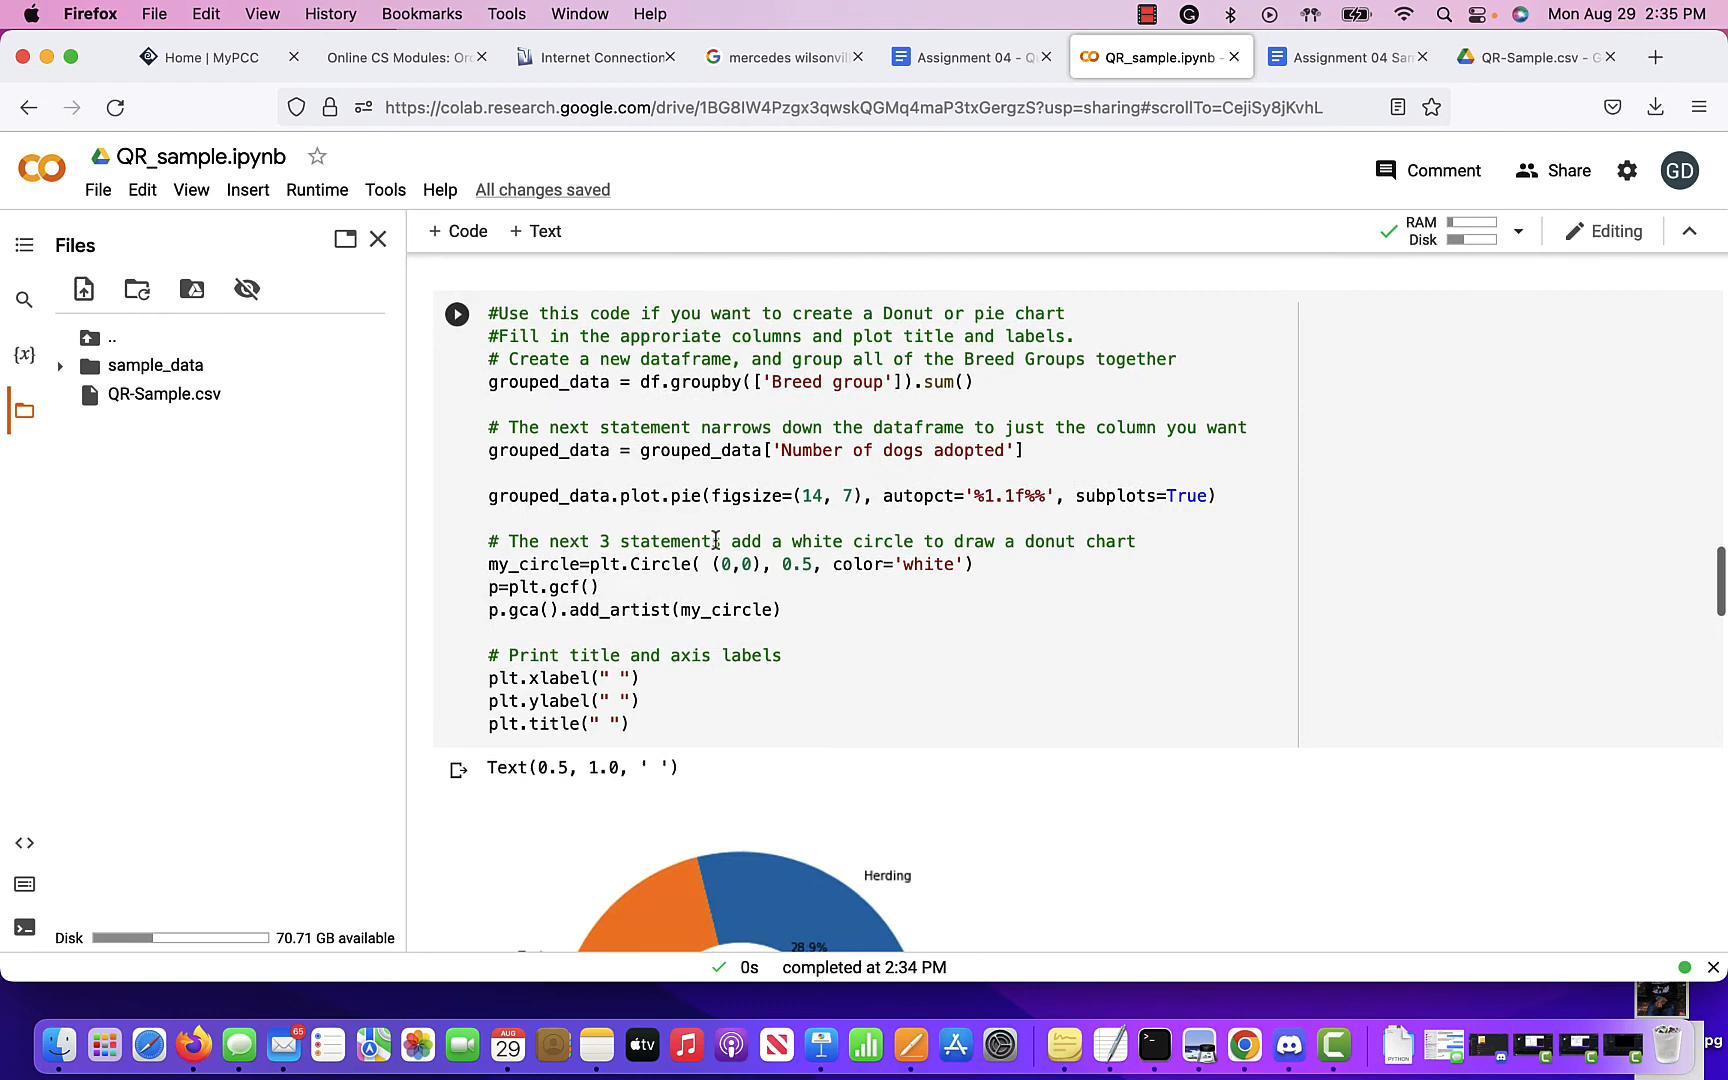 Firefox File Edit View History Bookmarks Tools Window Help Mon Aug 29 2:35 PM
Home | MyPCC Online CS Modules: Or Internet Connection mercedes wilsonvil Assignment 04 - Q QR_sample.ipynb - Assignment 04 Sar QR-Sample.csv - G
https://colab.research.google.com/drive/1BG8IW4Pzgx3qwskQGMq4maP3txGergzS?usp=sharing#scrollTo=CejiSy8jKvhL
QR_sample.ipynb
Comment Share GD
File Edit View Insert Runtime Tools Help All changes saved
Files
+ Code + Text
RAM
Disk
Editing
{x}
..
sample_data
QR-Sample.csv
#Use this code if you want to create a Donut or pie chart
#Fill in the approriate columns and plot title and labels.
# Create a new dataframe, and group all of the Breed Groups together
grouped_data = df.groupby(['Breed group']).sum()
# The next statement narrows down the dataframe to just the column you want
grouped_data = grouped_data['Number of dogs adopted']
grouped_data.plot.pie(figsize=(14, 7), autopct='%1.1f%%', subplots=True)
# The next 3 statements add a white circle to draw a donut chart
my_circle=plt.Circle( (0,0), 0.5, color='white')
p=plt.gcf()
p.gca().add_artist(my_circle)
# Print title and axis labels
plt.xlabel(" ")
plt.ylabel(" ")
plt.title(" ")
Text(0.5, 1.0, ' ')
Herding
28.9%
Disk 70.71 GB available
0s completed at 2:34 PM
65
AUG
29
tv
PYTHON
pg